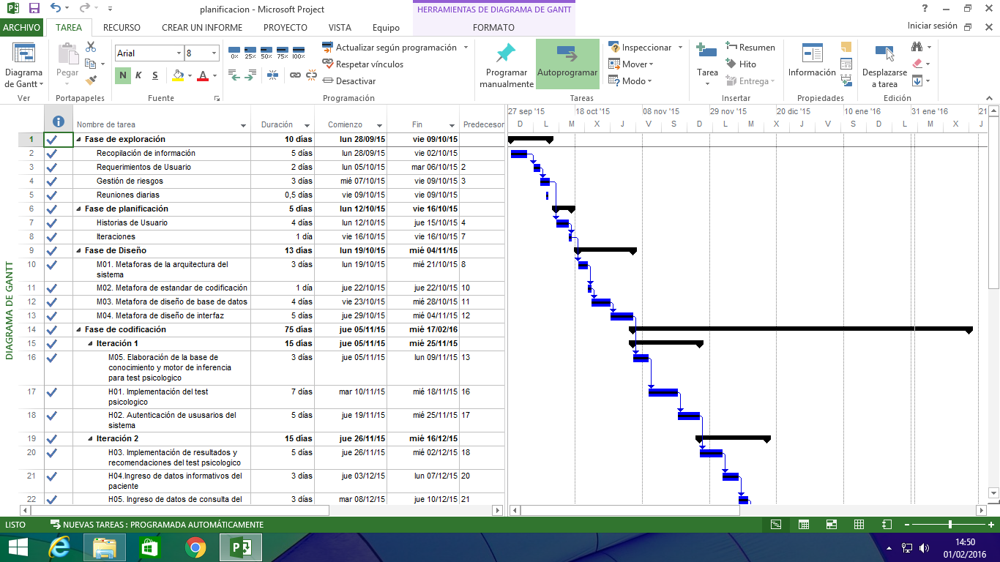 planificacion - Microsoft Project
HERRAMIENTAS DE DIAGRAMA DE GANTT
ARCHIVO TAREA RECURSO CREAR UN INFORME PROYECTO VISTA Equipo FORMATO Iniciar sesión
Diagrama de Gantt
Ver
Pegar
Portapapeles
Arial 8
N K S A
Fuente
0% 25% 50% 75% 100%
Actualizar según programación
Respetar vínculos
Desactivar
Programación
Programar manualmente
Autoprogramar
Inspeccionar
Mover
Modo
Tareas
Tarea
Resumen
Hito
Entrega
Insertar
Información
Propiedades
Desplazarse a tarea
Edición
Nombre de tarea Duración Comienzo Fin Predecesor
27 sep '15 18 oct '15 08 nov '15 29 nov '15 20 dic '15 10 ene '16 31 ene '16 21
D L M J V S D L M X J V S D L M X J
1 Fase de exploración 10 días lun 28/09/15 vie 09/10/15
2 Recopilación de información 5 días lun 28/09/15 vie 02/10/15
3 Requerimientos de Usuario 2 días lun 05/10/15 mar 06/10/15 2
4 Gestión de riesgos 3 días mié 07/10/15 vie 09/10/15 3
5 Reuniones diarias 0,5 días vie 09/10/15 vie 09/10/15
6 Fase de planificación 5 días lun 12/10/15 vie 16/10/15
7 Historias de Usuario 4 días lun 12/10/15 jue 15/10/15 4
8 Iteraciones 1 día vie 16/10/15 vie 16/10/15 7
9 Fase de Diseño 13 días lun 19/10/15 mié 04/11/15
10 M01. Metaforas de la arquitectura del 3 días lun 19/10/15 mié 21/10/15 8
sistema
11 M02. Metafora de estandar de codificación 1 día jue 22/10/15 jue 22/10/15 10
12 M03. Metafora de diseño de base de datos 4 días vie 23/10/15 mié 28/10/15 11
13 M04. Metafora de diseño de interfaz 5 días jue 29/10/15 mié 04/11/15 12
14 Fase de codificación 75 días jue 05/11/15 mié 17/02/16
15 Iteración 1 15 días jue 05/11/15 mié 25/11/15
16 M05. Elaboración de la base de 3 días jue 05/11/15 lun 09/11/15 13
conocimiento y motor de inferencia
para test psicologico
17 H01. Implementación del test 7 días mar 10/11/15 mié 18/11/15 16
psicologico
18 H02. Autenticación de ususarios del 5 días jue 19/11/15 mié 25/11/15 17
sistema
19 Iteración 2 15 días jue 26/11/15 mié 16/12/15
20 H03. Implementación de resultados y 5 días jue 26/11/15 mié 02/12/15 18
recomendaciones del test psicologico
21 H04.Ingreso de datos informativos del 3 días jue 03/12/15 lun 07/12/15 20
paciente
22 H05. Ingreso de datos de consulta del 3 días mar 08/12/15 jue 10/12/15 21
DIAGRAMA DE GANTT
LISTO NUEVAS TAREAS : PROGRAMADA AUTOMÁTICAMENTE
14:50
01/02/2016